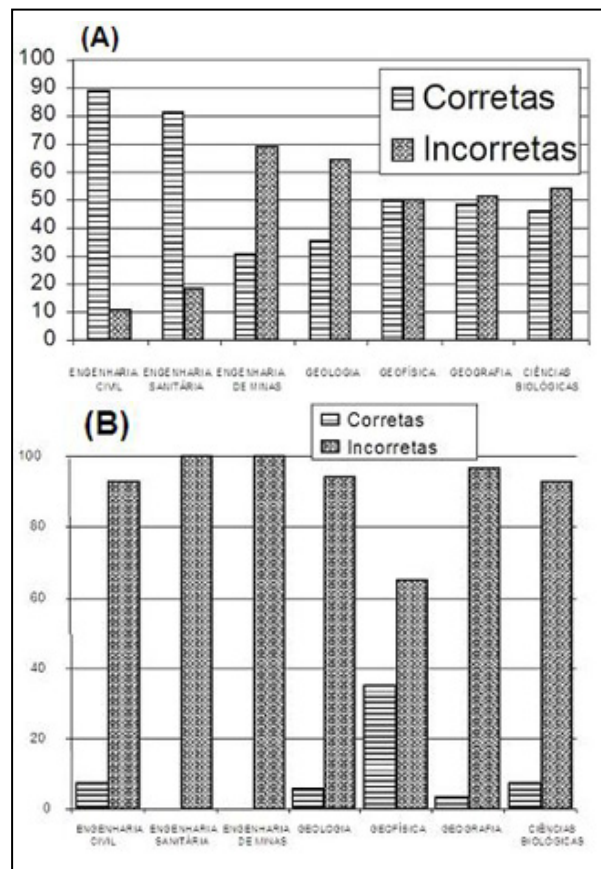 (A)
100
90
80
70
60
50
40
30
20
10
0
Corretas
Incorretas
ENGENHARIA CIVIL
ENGENHARIA SANITÁRIA
ENGENHARIA DE MINAS
GEOLOGIA
GEOFÍSICA
GEOGRAFIA
CIÊNCIAS BIOLÓGICAS
(B)
Corretas
Incorretas
100
80
60
40
20
0
ENGENHARIA CIVIL
ENGENHARIA SANITÁRIA
ENGENHARIA DE MINAS
GEOLOGIA
GEOFÍSICA
GEOGRAFIA
CIÊNCIAS BIOLÓGICAS